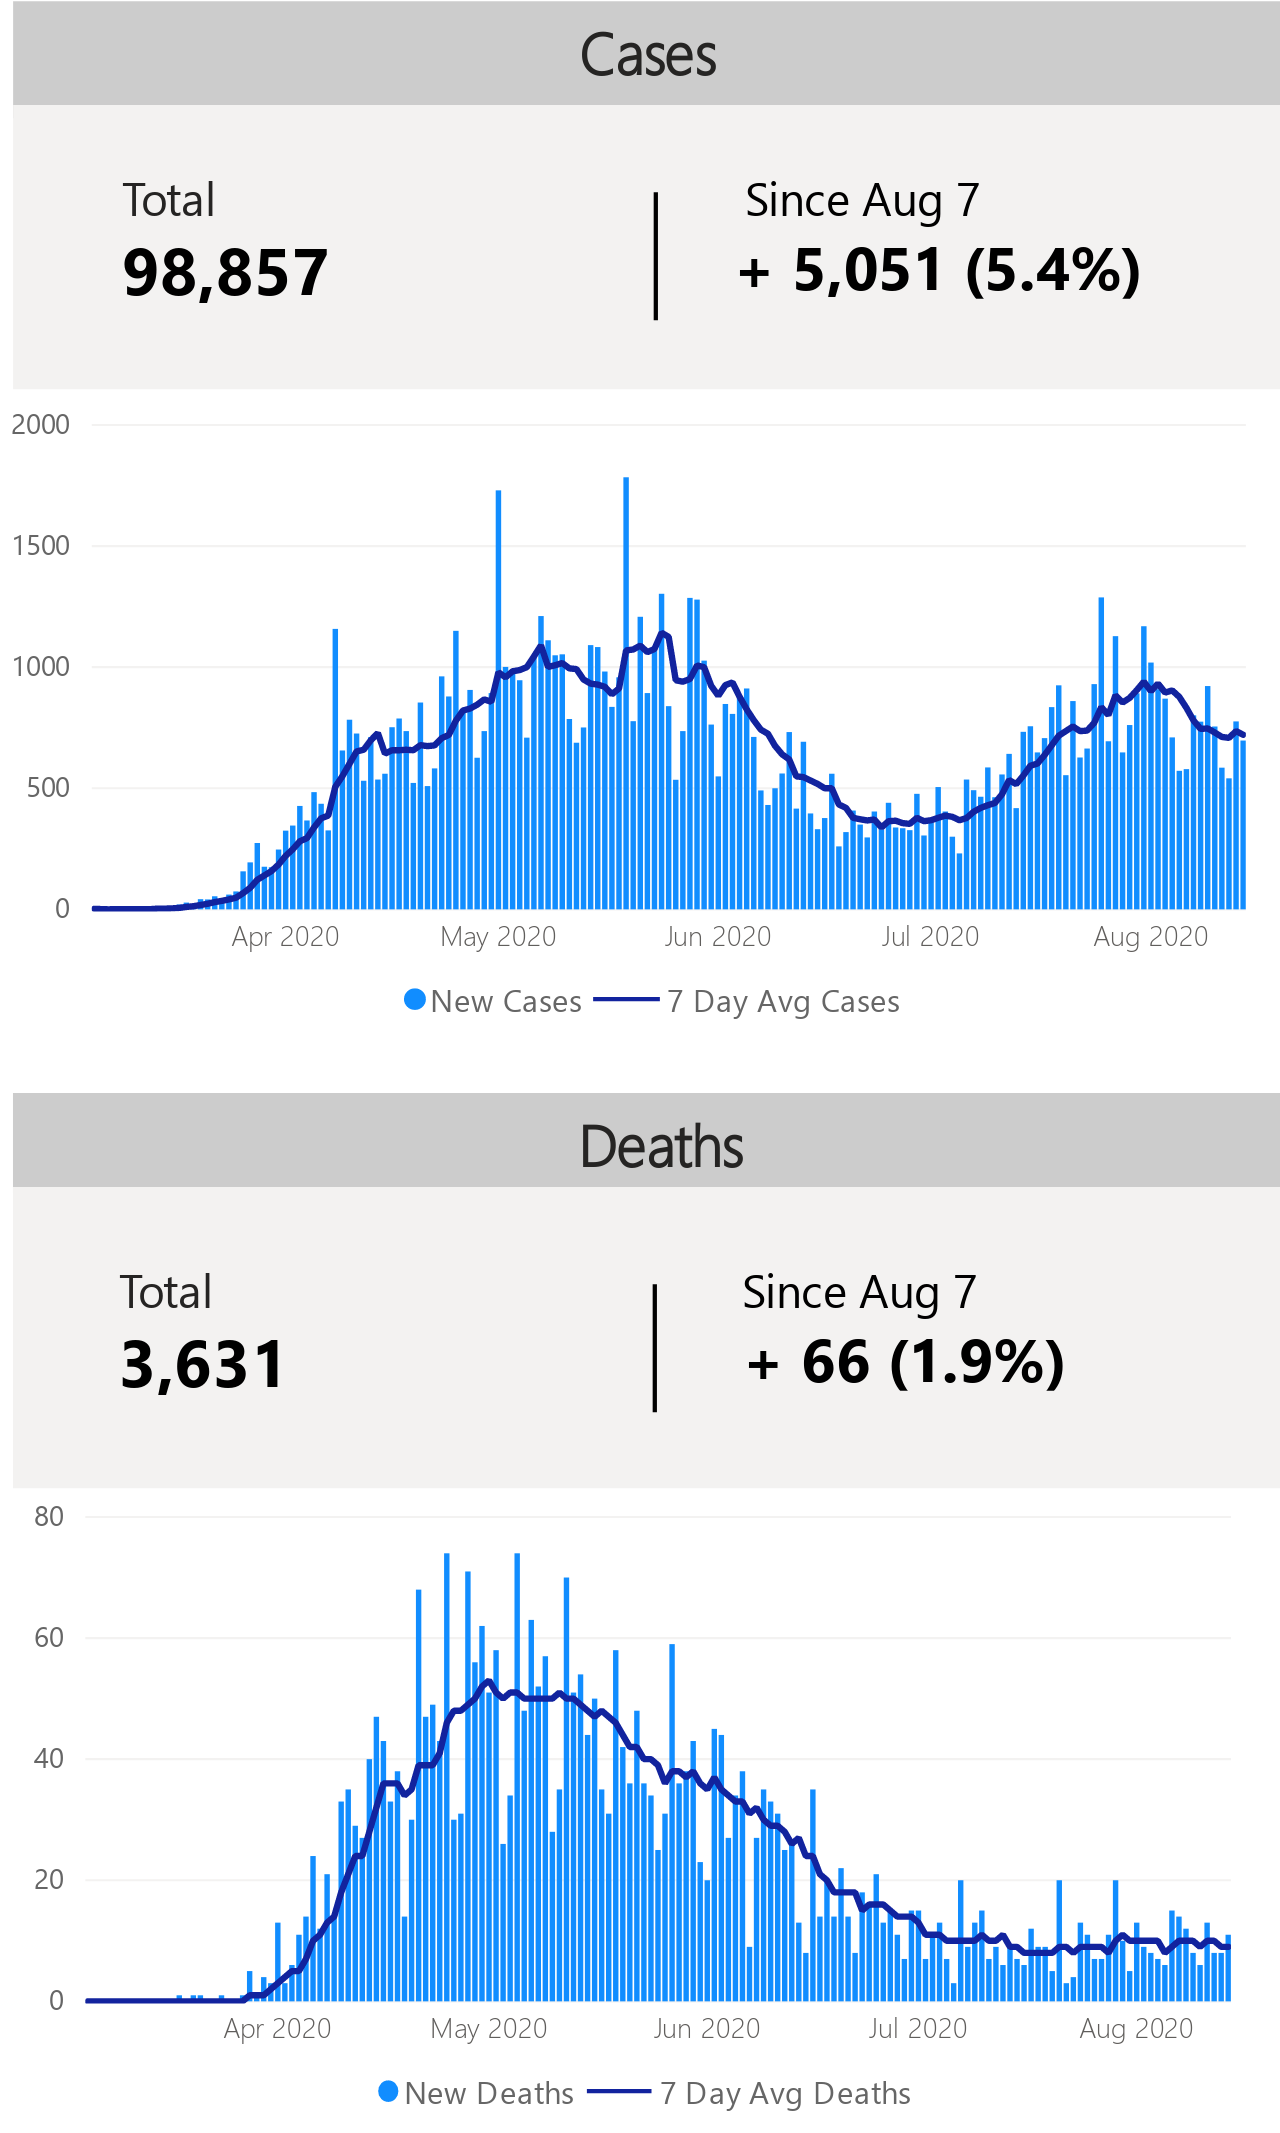 Cases
Total
Since Aug 7
98,857
+ 5,051 (5.4%)
2000
1500
1000
500
0
Apr 2020
May 2020
Jun 2020
Jul 2020
Aug 2020
New Cases
7 Day Avg Cases
Deaths
Total
Since Aug 7
3,631
+ 66 (1.9%)
80
60
40
20
0
Apr 2020
May 2020
Jun 2020
Jul 2020
Aug 2020
New Deaths
7 Day Avg Deaths